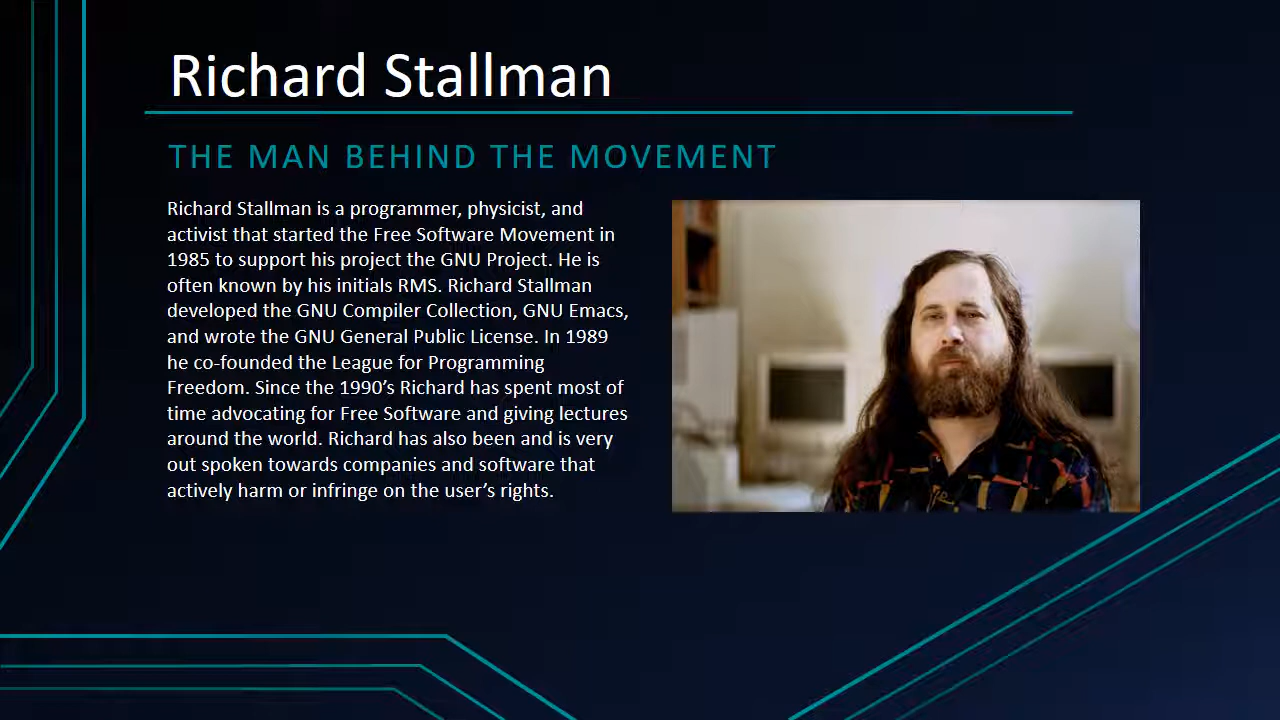 Richard Stallman
THE MAN BEHIND THE MOVEMENT
Richard Stallman is a programmer, physicist, and
activist that started the Free Software Movement in
1985 to support his project the GNU Project. He is
often known by his initials RMS. Richard Stallman
developed the GNU Compiler Collection, GNU Emacs,
and wrote the GNU General Public License. In 1989
he co-founded the League for Programming
Freedom. Since the 1990’s Richard has spent most of
time advocating for Free Software and giving lectures
around the world. Richard has also been and is very
out spoken towards companies and software that
actively harm or infringe on the user’s rights.